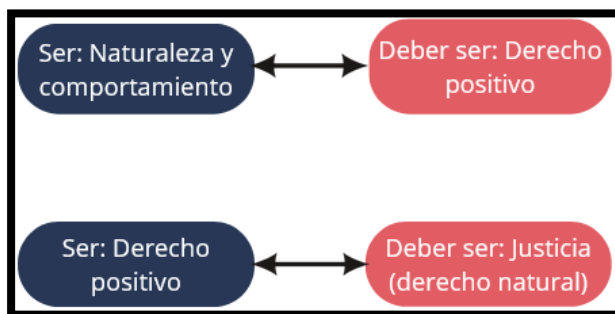 Ser: Naturaleza y
comportamiento
Deber ser: Derecho
positivo
Ser: Derecho
positivo
Deber ser: Justicia
(derecho natural)